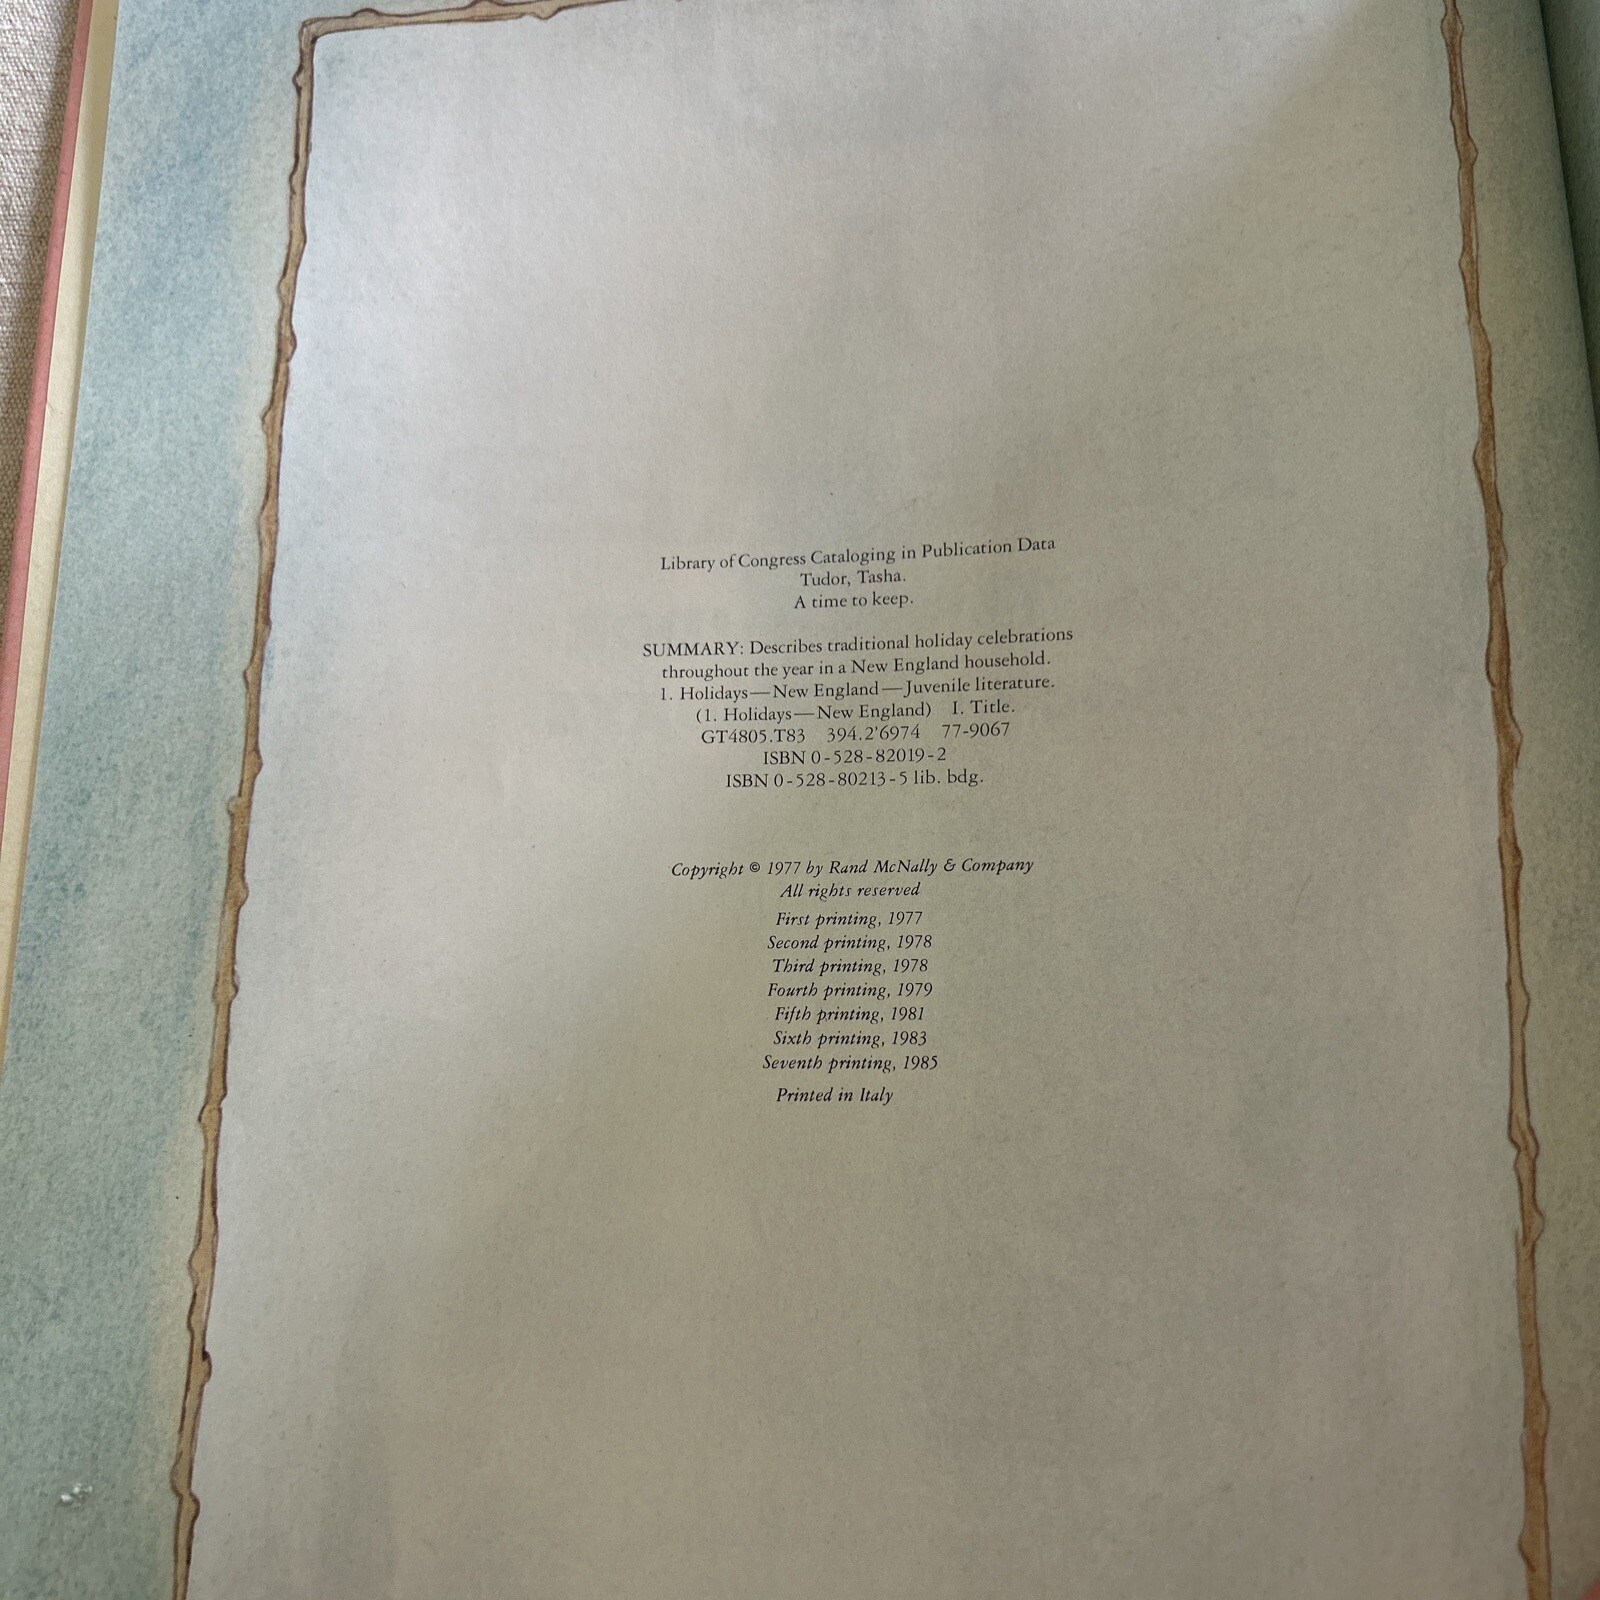 Library of Congress Cataloging in Publication Data
Tudor, Tasha.
A time to keep.
SUMMARY: Describes traditional holiday celebrations
throughout the year in a New England household.
1. Holidays—New England—Juvenile literature.
(1. Holidays—New England) I. Title.
GT4805.T83 394.2'6974 77-9067
ISBN 0-528-82019-2
ISBN 0-528-80213-5 lib. bdg.
Copyright © 1977 by Rand McNally & Company
All rights reserved
First printing, 1977
Second printing, 1978
Third printing, 1978
Fourth printing, 1979
Fifth printing, 1981
Sixth printing, 1983
Seventh printing, 1985
Printed in Italy